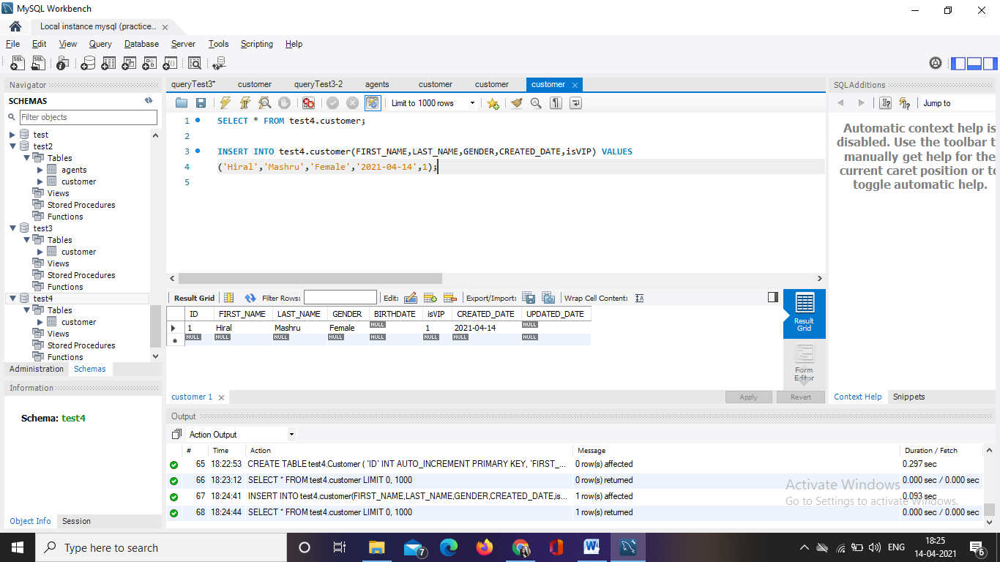 MySQL Workbench
Local instance mysql (practice... ×
File Edit View Query Database Server Tools Scripting Help
Navigator
SCHEMAS
Filter objects
test
test2
Tables
agents
customer
Views
Stored Procedures
Functions
test3
Tables
customer
Views
Stored Procedures
Functions
test4
Tables
customer
Views
Stored Procedures
Functions
Administration Schemas
Information
Schema: test4
Object Info Session
queryTest3* customer queryTest3-2 agents customer customer customer ×
Limit to 1000 rows
1 SELECT * FROM test4.customer;
2
3 INSERT INTO test4.customer(FIRST_NAME,LAST_NAME,GENDER,CREATED_DATE,isVIP) VALUES
4 ('Hiral','Mashru','Female','2021-04-14',1);
5
Result Grid Filter Rows: Edit: Export/Import: Wrap Cell Content:
ID FIRST_NAME LAST_NAME GENDER BIRTHDATE isVIP CREATED_DATE UPDATED_DATE
1 Hiral Mashru Female NULL 1 2021-04-14 NULL
NULL NULL NULL NULL NULL NULL NULL NULL
Result
Grid
Form
Editor
customer 1 × Apply Revert
SQLAdditions
Jump to
Automatic context help is
disabled. Use the toolbar t
manually get help for the
current caret position or to
toggle automatic help.
Context Help Snippets
Output
Action Output
# Time Action Message Duration / Fetch
65 18:22:53 CREATE TABLE test4.Customer ( `ID` INT AUTO_INCREMENT PRIMARY KEY, `FIRST_... 0 row(s) affected 0.297 sec
66 18:23:12 SELECT * FROM test4.customer LIMIT 0, 1000 0 row(s) returned 0.000 sec / 0.000 sec
67 18:24:41 INSERT INTO test4.customer(FIRST_NAME,LAST_NAME,GENDER,CREATED_DATE,is... 1 row(s) affected 0.093 sec
68 18:24:44 SELECT * FROM test4.customer LIMIT 0, 1000 1 row(s) returned 0.000 sec / 0.000 sec
Activate Windows
Go to Settings to activate Windows.
Type here to search
7
ENG
18:25
14-04-2021
6